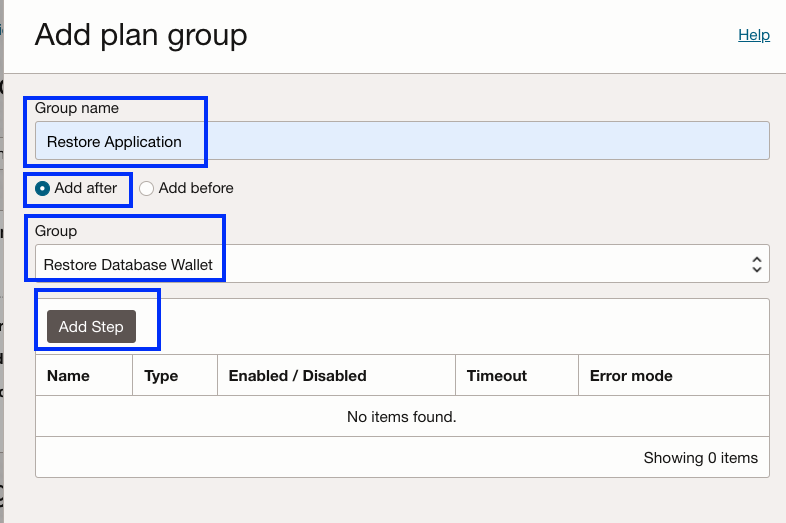 Add plan group
Help
Group name
Restore Application
Add after Add before
Group
Restore Database Wallet
Add Step
Name Type Enabled / Disabled Timeout Error mode
No items found.
Showing 0 items